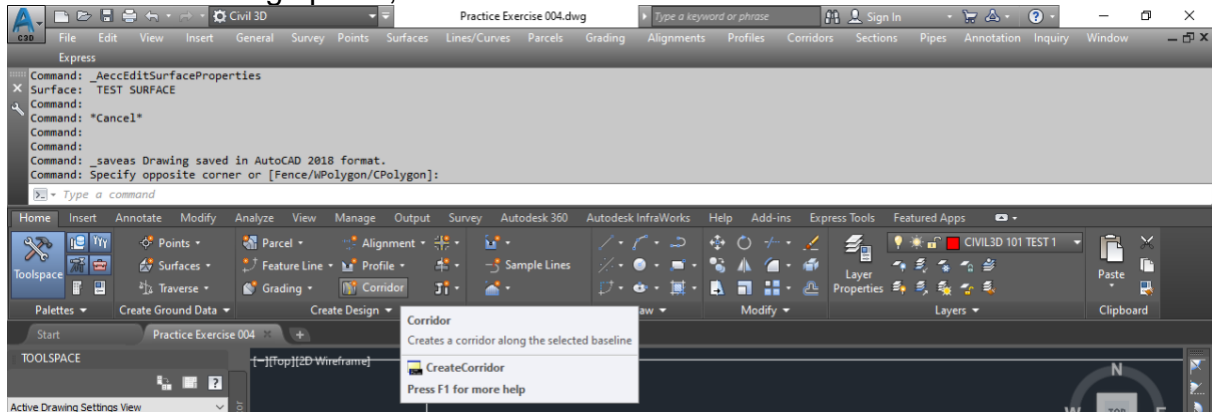 Civil 3D Practice Exercise 004.dwg Type a keyword or phrase Sign In
C3D File Edit View Insert General Survey Points Surfaces Lines/Curves Parcels Grading Alignments Profiles Corridors Sections Pipes Annotation Inquiry Window
Express
Command: _AeccEditSurfaceProperties
Surface: TEST SURFACE
Command:
Command: *Cancel*
Command:
Command:
Command: _saveas Drawing saved in AutoCAD 2018 format.
Command: Specify opposite corner or [Fence/WPolygon/CPolygon]:
Type a command
Home Insert Annotate Modify Analyze View Manage Output Survey Autodesk 360 Autodesk InfraWorks Help Add-ins Express Tools Featured Apps
Points Parcel Alignment CIVIL3D 101 TEST 1
Toolspace Surfaces Feature Line Profile Sample Lines Layer Paste
Traverse Grading Corridor Properties
Palettes Create Ground Data Create Design Modify Layers Clipboard
Corridor
Creates a corridor along the selected baseline
CreateCorridor
Press F1 for more help
Start Practice Exercise 004
TOOLSPACE [−][Top][2D Wireframe]
N
Active Drawing Settings View
W TOP E